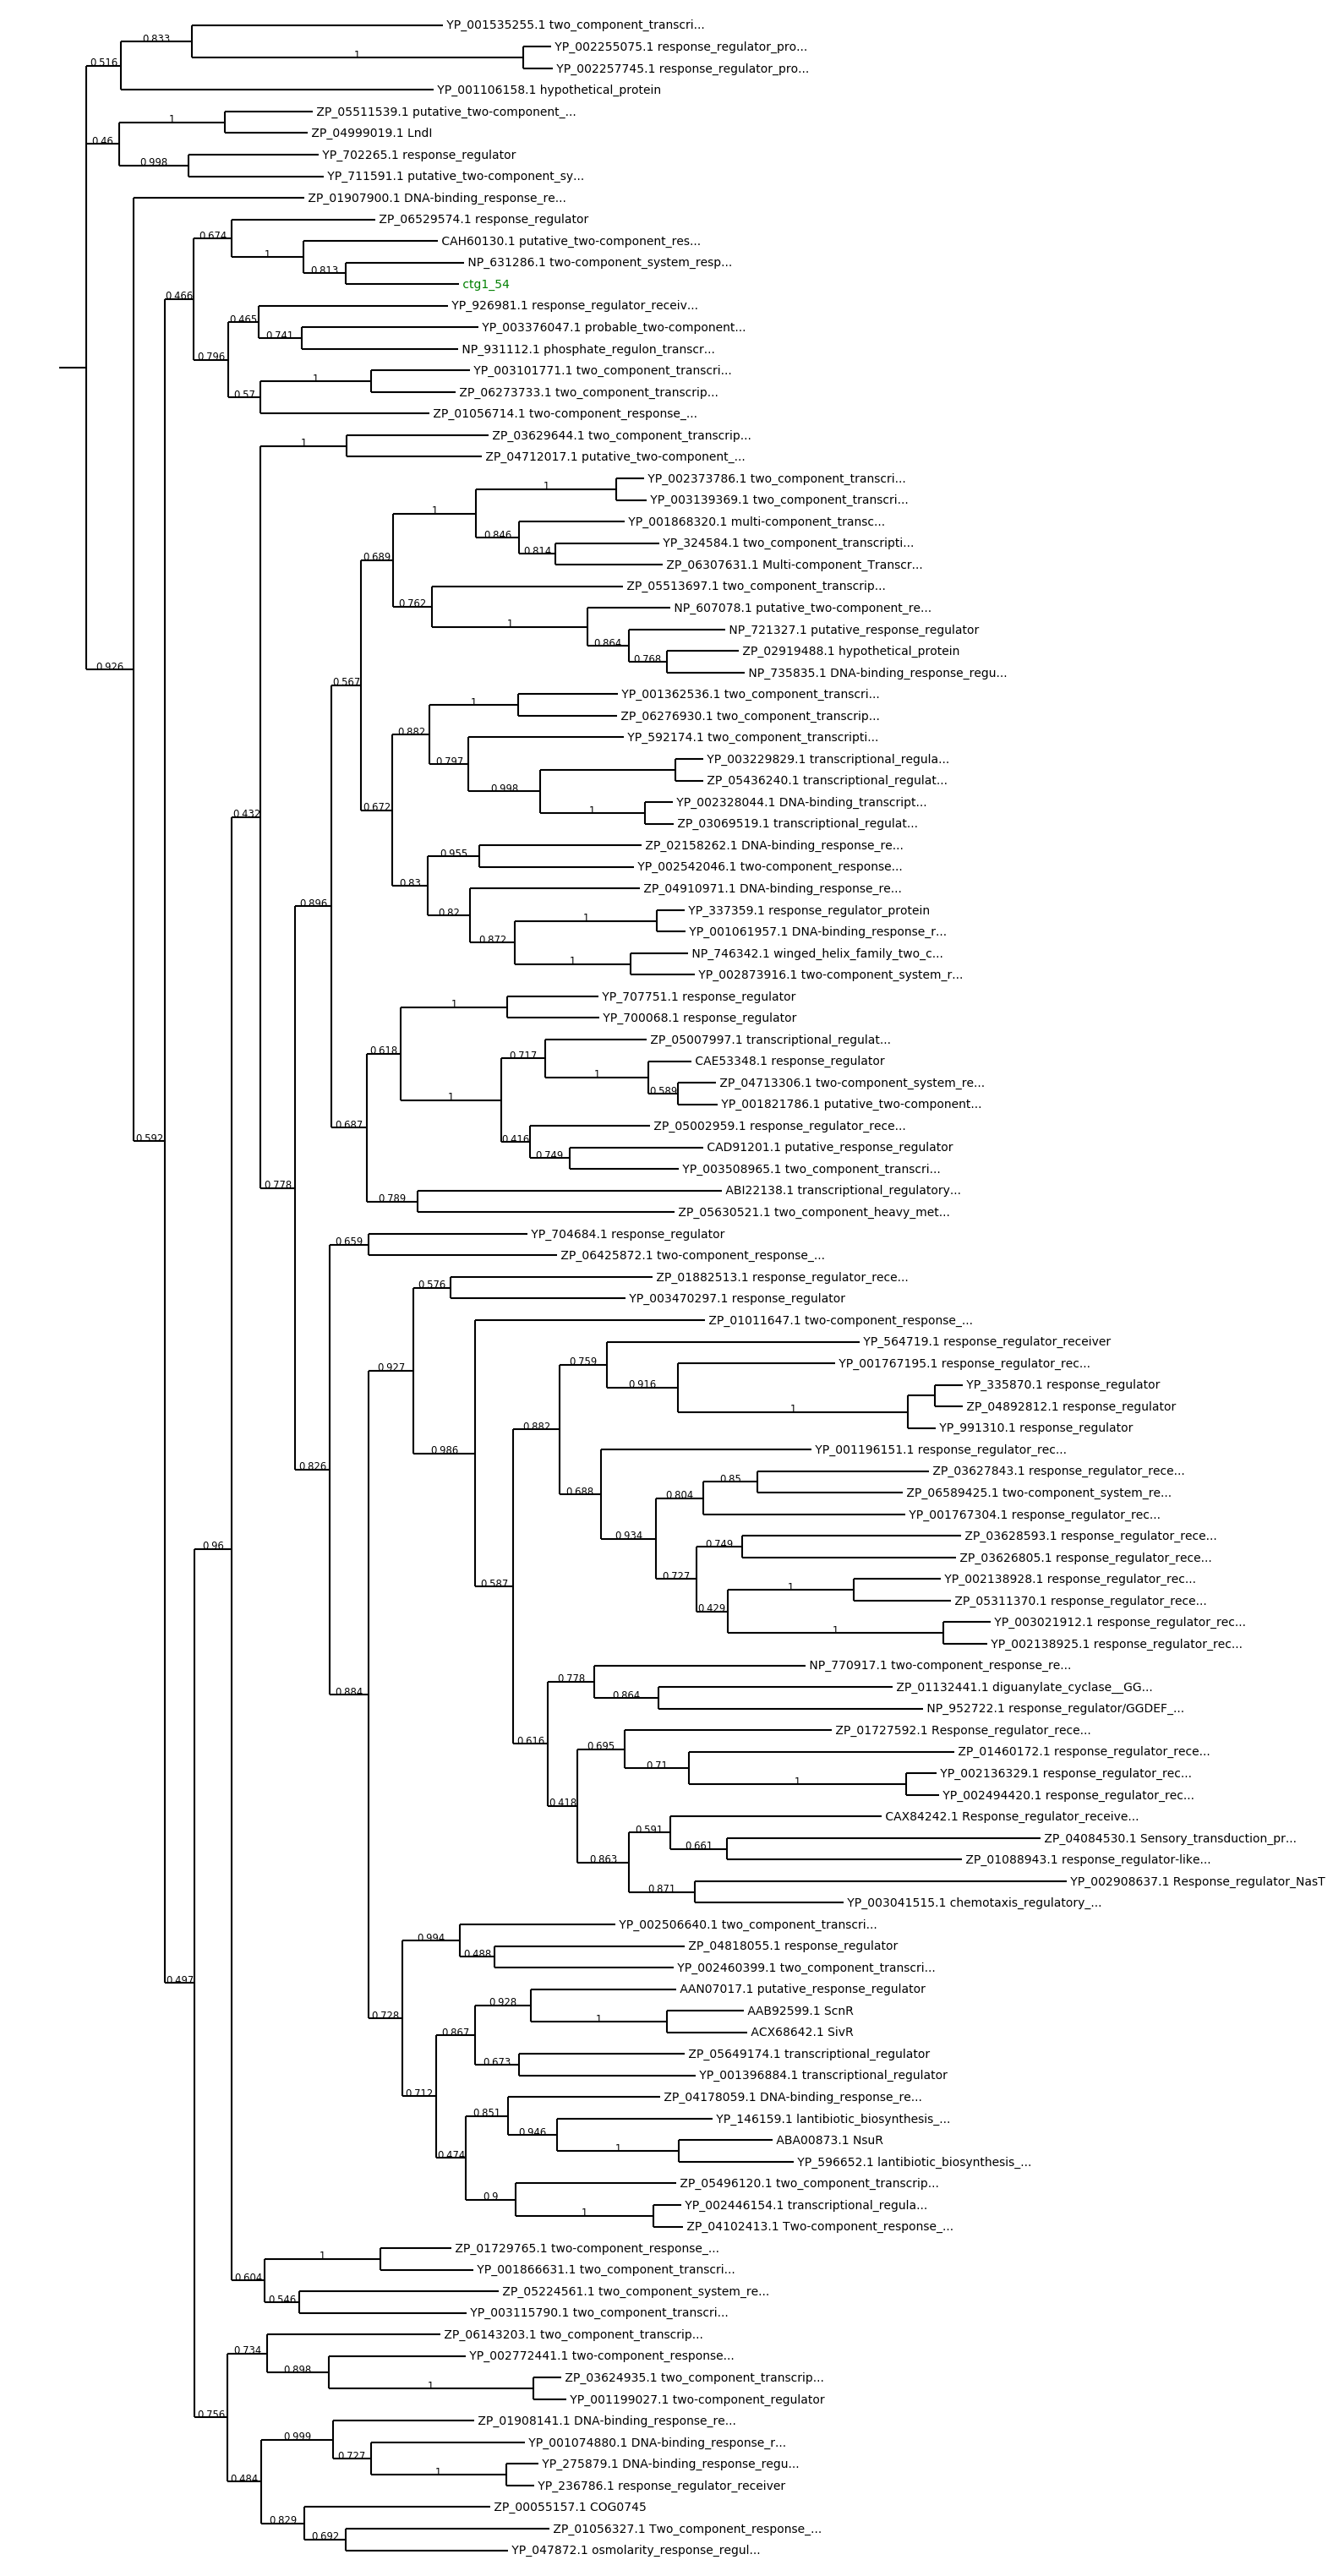 YP_001535255.1 two_component_transcri...
0.833
YP_002255075.1 response_regulator_pro...
1
0.516
YP_002257745.1 response_regulator_pro...
YP_001106158.1 hypothetical_protein
ZP_05511539.1 putative_two-component_...
1
ZP_04999019.1 LndI
0.46
YP_702265.1 response_regulator
0.998
YP_711591.1 putative_two-component_sy...
ZP_01907900.1 DNA-binding_response_re...
ZP_06529574.1 response_regulator
0.674
CAH60130.1 putative_two-component_res...
1
NP_631286.1 two-component_system_resp...
0.813
ctg1_54
0.466
YP_926981.1 response_regulator_receiv...
0.465
YP_003376047.1 probable_two-component...
0.741
NP_931112.1 phosphate_regulon_transcr...
0.796
YP_003101771.1 two_component_transcri...
1
ZP_06273733.1 two_component_transcrip...
0.57
ZP_01056714.1 two-component_response_...
ZP_03629644.1 two_component_transcrip...
1
ZP_04712017.1 putative_two-component_...
YP_002373786.1 two_component_transcri...
1
YP_003139369.1 two_component_transcri...
1
YP_001868320.1 multi-component_transc...
0.846
YP_324584.1 two_component_transcripti...
0.814
0.689
ZP_06307631.1 Multi-component_Transcr...
ZP_05513697.1 two_component_transcrip...
0.762
NP_607078.1 putative_two-component_re...
1
NP_721327.1 putative_response_regulator
0.864
ZP_02919488.1 hypothetical_protein
0.768
0.926
NP_735835.1 DNA-binding_response_regu...
0.567
YP_001362536.1 two_component_transcri...
1
ZP_06276930.1 two_component_transcrip...
0.882
YP_592174.1 two_component_transcripti...
0.797
YP_003229829.1 transcriptional_regula...
ZP_05436240.1 transcriptional_regulat...
0.998
YP_002328044.1 DNA-binding_transcript...
0.672
1
0.432
ZP_03069519.1 transcriptional_regulat...
ZP_02158262.1 DNA-binding_response_re...
0.955
YP_002542046.1 two-component_response...
0.83
ZP_04910971.1 DNA-binding_response_re...
0.896
0.82
YP_337359.1 response_regulator_protein
1
YP_001061957.1 DNA-binding_response_r...
0.872
NP_746342.1 winged_helix_family_two_c...
1
YP_002873916.1 two-component_system_r...
YP_707751.1 response_regulator
1
YP_700068.1 response_regulator
ZP_05007997.1 transcriptional_regulat...
0.618
0.717
CAE53348.1 response_regulator
1
ZP_04713306.1 two-component_system_re...
0.589
1
YP_001821786.1 putative_two-component...
0.687
ZP_05002959.1 response_regulator_rece...
0.592
0.416
CAD91201.1 putative_response_regulator
0.749
YP_003508965.1 two_component_transcri...
0.778
ABI22138.1 transcriptional_regulatory...
0.789
ZP_05630521.1 two_component_heavy_met...
YP_704684.1 response_regulator
0.659
ZP_06425872.1 two-component_response_...
ZP_01882513.1 response_regulator_rece...
0.576
YP_003470297.1 response_regulator
ZP_01011647.1 two-component_response_...
YP_564719.1 response_regulator_receiver
0.759
0.927
YP_001767195.1 response_regulator_rec...
0.916
YP_335870.1 response_regulator
ZP_04892812.1 response_regulator
1
0.882
YP_991310.1 response_regulator
0.986
YP_001196151.1 response_regulator_rec...
0.826
ZP_03627843.1 response_regulator_rece...
0.85
0.688
ZP_06589425.1 two-component_system_re...
0.804
YP_001767304.1 response_regulator_rec...
0.934
ZP_03628593.1 response_regulator_rece...
0.96
0.749
ZP_03626805.1 response_regulator_rece...
0.727
0.587
YP_002138928.1 response_regulator_rec...
1
ZP_05311370.1 response_regulator_rece...
0.429
YP_003021912.1 response_regulator_rec...
1
YP_002138925.1 response_regulator_rec...
NP_770917.1 two-component_response_re...
0.778
0.884
ZP_01132441.1 diguanylate_cyclase__GG...
0.864
NP_952722.1 response_regulator/GGDEF_...
ZP_01727592.1 Response_regulator_rece...
0.616
0.695
ZP_01460172.1 response_regulator_rece...
0.71
YP_002136329.1 response_regulator_rec...
1
YP_002494420.1 response_regulator_rec...
0.418
CAX84242.1 Response_regulator_receive...
0.591
ZP_04084530.1 Sensory_transduction_pr...
0.661
ZP_01088943.1 response_regulator-like...
0.863
YP_002908637.1 Response_regulator_NasT
0.871
YP_003041515.1 chemotaxis_regulatory_...
YP_002506640.1 two_component_transcri...
0.994
ZP_04818055.1 response_regulator
0.488
YP_002460399.1 two_component_transcri...
0.497
AAN07017.1 putative_response_regulator
0.928
AAB92599.1 ScnR
0.728
1
ACX68642.1 SivR
0.867
ZP_05649174.1 transcriptional_regulator
0.673
YP_001396884.1 transcriptional_regulator
0.712
ZP_04178059.1 DNA-binding_response_re...
0.851
YP_146159.1 lantibiotic_biosynthesis_...
0.946
ABA00873.1 NsuR
1
0.474
YP_596652.1 lantibiotic_biosynthesis_...
ZP_05496120.1 two_component_transcrip...
0.9
YP_002446154.1 transcriptional_regula...
1
ZP_04102413.1 Two-component_response_...
ZP_01729765.1 two-component_response_...
1
YP_001866631.1 two_component_transcri...
0.604
ZP_05224561.1 two_component_system_re...
0.546
YP_003115790.1 two_component_transcri...
ZP_06143203.1 two_component_transcrip...
0.734
YP_002772441.1 two-component_response...
0.898
ZP_03624935.1 two_component_transcrip...
1
YP_001199027.1 two-component_regulator
0.756
ZP_01908141.1 DNA-binding_response_re...
0.999
YP_001074880.1 DNA-binding_response_r...
0.727
YP_275879.1 DNA-binding_response_regu...
1
0.484
YP_236786.1 response_regulator_receiver
ZP_00055157.1 COG0745
0.829
ZP_01056327.1 Two_component_response_...
0.692
YP_047872.1 osmolarity_response_regul...